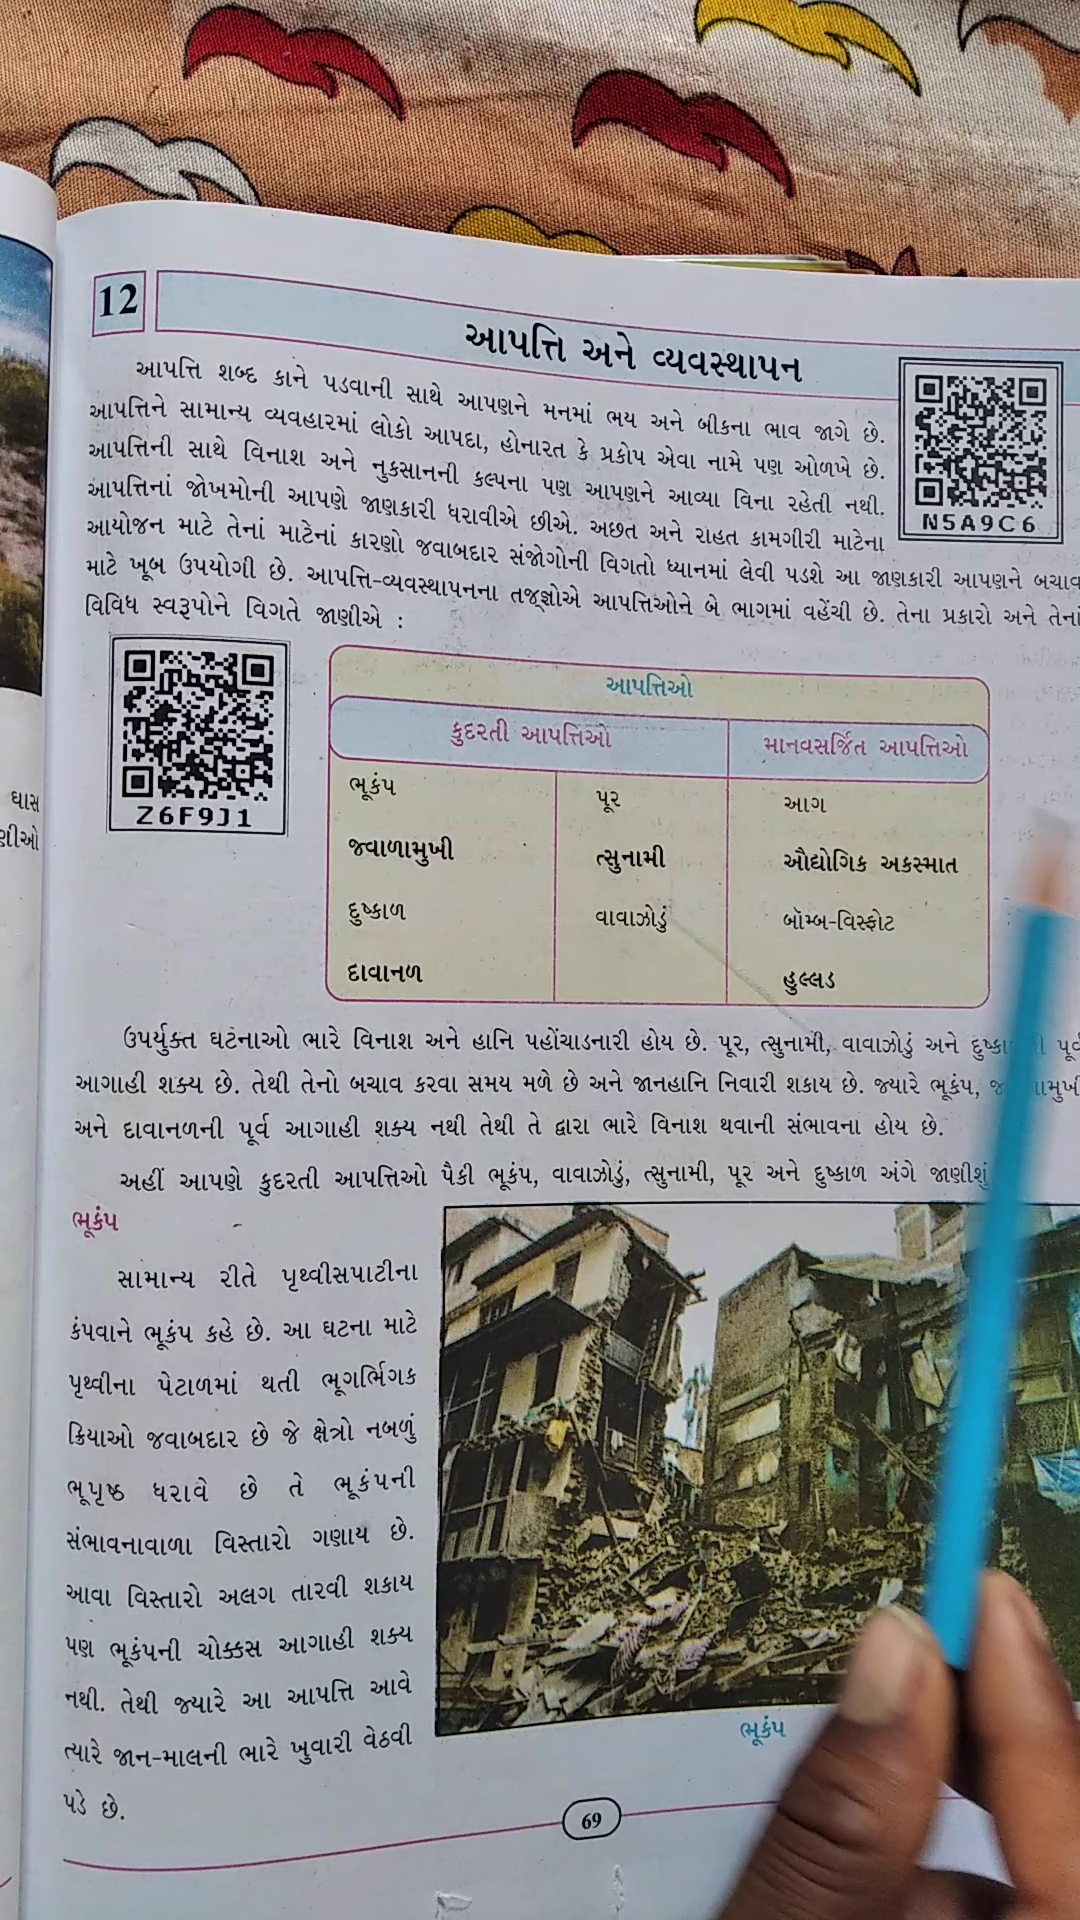 12
આપત્તિ અને વ્યવસ્થાપન
આપત્તિ શબ્દ કાને પડવાની સાથે આપણને મનમાં ભય અને બીકના ભાવ જાગે છે.
આપત્તિને સામાન્ય વ્યવહારમાં લોકો આપદા, હોનારત કે પ્રકોપ એવા નામે પણ ઓળખે છે.
આપત્તિની સાથે વિનાશ અને નુકસાનની કલ્પના પણ આપણને આવ્યા વિના રહેતી નથી.
આપત્તિનાં જોખમોની આપણે જાણકારી ધરાવીએ છીએ. અછત અને રાહત કામગીરી માટેના
આયોજન માટે તેનાં માટેનાં કારણો જવાબદાર સંજોગોની વિગતો ધ્યાનમાં લેવી પડશે આ જાણકારી આપણને બચાવ
માટે ખૂબ ઉપયોગી છે. આપત્તિ-વ્યવસ્થાપનના તજ્જ્ઞોએ આપત્તિઓને બે ભાગમાં વહેંચી છે. તેના પ્રકારો અને તેનાં
વિવિધ સ્વરૂપોને વિગતે જાણીએ :
N5A9C6
Z6F9J1
આપત્તિઓ
કુદરતી આપત્તિઓ માનવસર્જિત આપત્તિઓ
ભૂકંપ પૂર આગ
જ્વાળામુખી ત્સુનામી ઔદ્યોગિક અકસ્માત
દુષ્કાળ વાવાઝોડું બૉમ્બ-વિસ્ફોટ
દાવાનળ હુલ્લડ
ઉપર્યુક્ત ઘટનાઓ ભારે વિનાશ અને હાનિ પહોંચાડનારી હોય છે. પૂર, ત્સુનામી, વાવાઝોડું અને પૂર્વ
આગાહી શક્ય છે. તેથી તેનો બચાવ કરવા સમય મળે છે અને જાનહાનિ નિવારી શકાય છે. જ્યારે ભૂકંપ,
અને દાવાનળની પૂર્વ આગાહી શક્ય નથી તેથી તે દ્વારા ભારે વિનાશ થવાની સંભાવના હોય છે.
અહીં આપણે કુદરતી આપત્તિઓ પૈકી ભૂકંપ, વાવાઝોડું, ત્સુનામી, પૂર અને દુષ્કાળ અંગે જાણીશું
ભૂકંપ
સામાન્ય રીતે પૃથ્વીસપાટીના
કંપવાને ભૂકંપ કહે છે. આ ઘટના માટે
પૃથ્વીના પેટાળમાં થતી ભૂગર્ભિગક
ક્રિયાઓ જવાબદાર છે જે ક્ષેત્રો નબળું
ભૂપૃષ્ઠ ધરાવે છે તે ભૂકંપની
સંભાવનાવાળા વિસ્તારો ગણાય છે.
આવા વિસ્તારો અલગ તારવી શકાય
પણ ભૂકંપની ચોક્કસ આગાહી શક્ય
નથી. તેથી જ્યારે આ આપત્તિ આવે
ત્યારે જાન-માલની ભારે ખુવારી વેઠવી
પડે છે.
ભૂકંપ
69
ઘાસ